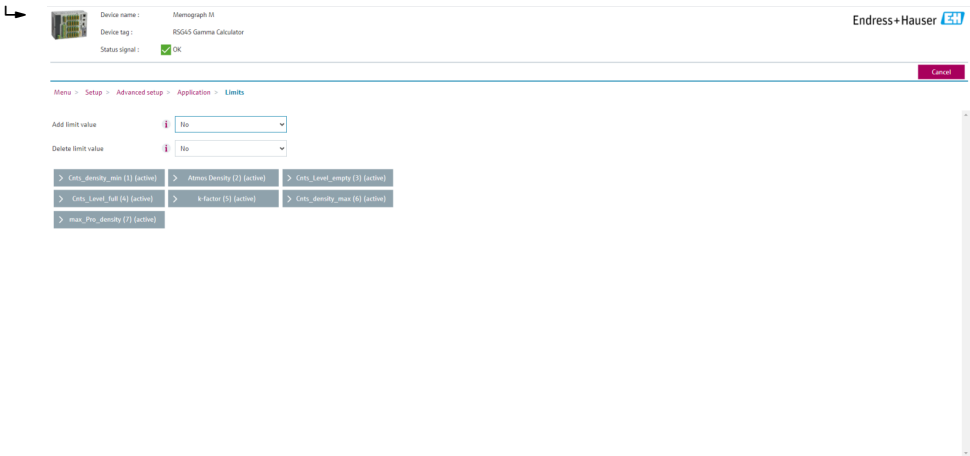 Device name : Memograph M
Endress+Hauser EH
Device tag : RSG45 Gamma Calculator
Status signal : OK
Cancel
Menu > Setup > Advanced setup > Application > Limits
Add limit value i No
Delete limit value i No
> Cnts_density_min (1) (active) > Atmos Density (2) (active) > Cnts_Level_empty (3) (active)
> Cnts_Level_full (4) (active) > k-factor (5) (active) > Cnts_density_max (6) (active)
> max_Pro_density (7) (active)